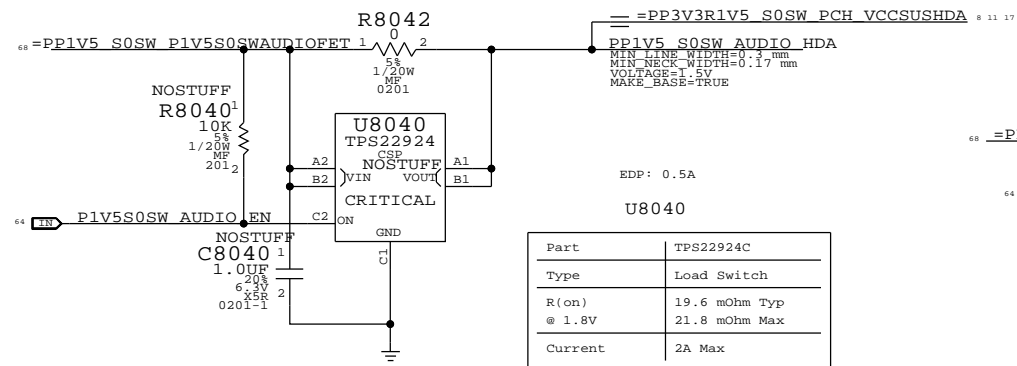 R8042
0
=PP3V3R1V5_S0SW_PCH_VCCSUSHDA 8 11 17
68 =PP1V5_S0SW_P1V5S0SWAUDIOFET 1 2
PP1V5_S0SW_AUDIO_HDA
5%
1/20W
MF
0201
MIN_LINE_WIDTH=0.3 mm
MIN_NECK_WIDTH=0.17 mm
VOLTAGE=1.5V
MAKE_BASE=TRUE
NOSTUFF
R8040 1
10K
5%
1/20W
MF
201 2
U8040
TPS22924
CSP
NOSTUFF
A2 VIN VOUT A1
B2 B1
CRITICAL
C2 ON
GND
C1
68 =P
64
EDP: 0.5A
64 IN P1V5S0SW_AUDIO_EN
NOSTUFF
C8040 1
1.0UF
20%
6.3V
X5R 2
0201-1
U8040
Part TPS22924C
Type Load Switch
R(on) 19.6 mOhm Typ
@ 1.8V 21.8 mOhm Max
Current 2A Max